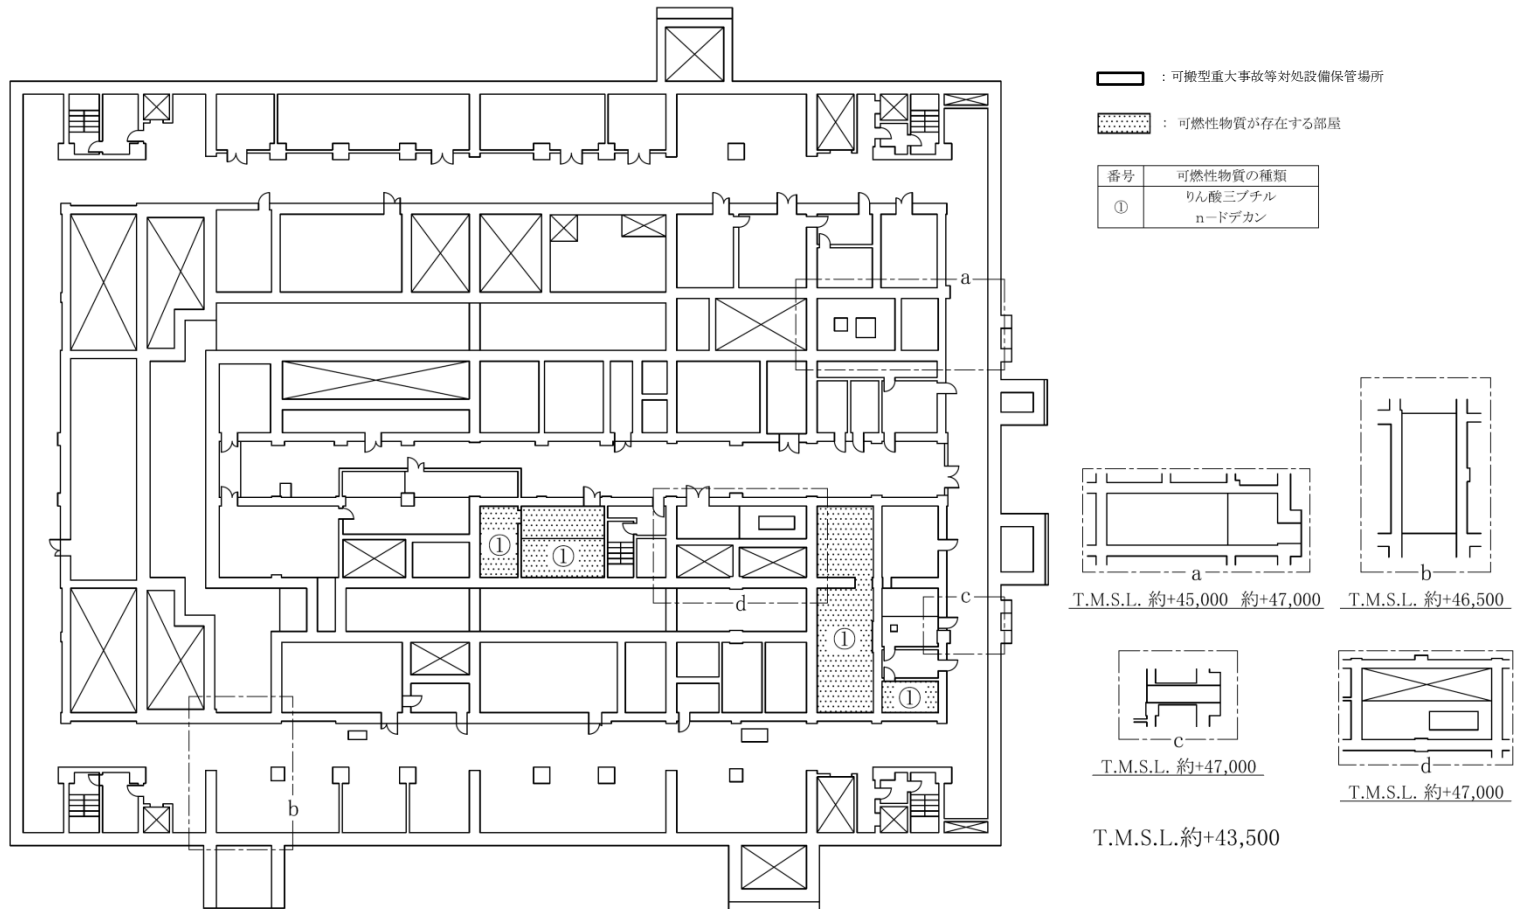 ：可搬型重大事故等対処設備保管場所
： 可燃性物質が存在する部屋
番号 可燃性物質の種類
① りん酸三ブチル
nードデカン
a
①
①
d
c
①
①
b
a
T.M.S.L. 約+45,000 約+47,000
b
T.M.S.L. 約+46,500
c
T.M.S.L. 約+47,000
d
T.M.S.L. 約+47,000
T.M.S.L.約+43,500